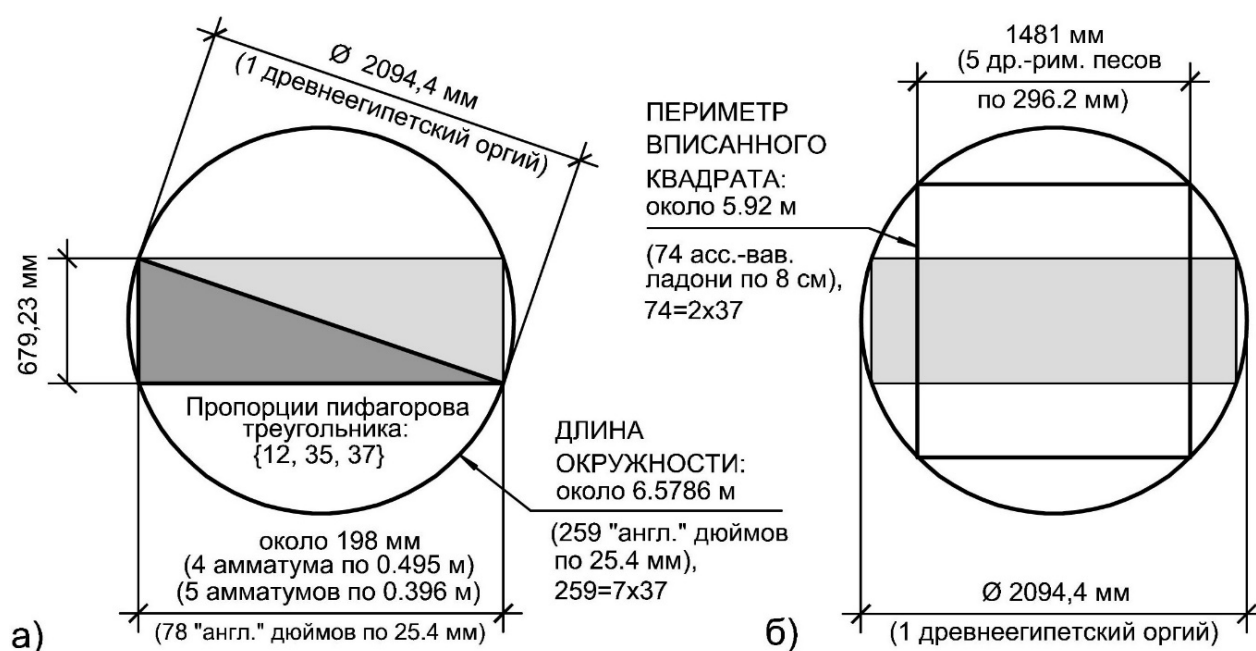 Ø 2094,4 мм
(1 древнеегипетский оргий)
679,23 мм
Пропорции пифагорова
треугольника:
{12, 35, 37}
ДЛИНА
ОКРУЖНОСТИ:
около 6.5786 м
(259 "англ." дюймов
по 25.4 мм),
259=7х37
около 198 мм
(4 амматума по 0.495 м)
(5 амматумов по 0.396 м)
(78 "англ." дюймов по 25.4 мм)
а)
1481 мм
(5 др.-рим. песов
по 296.2 мм)
ПЕРИМЕТР
ВПИСАННОГО
КВАДРАТА:
около 5.92 м
(74 асс.-вав.
ладони по 8 см),
74=2х37
Ø 2094,4 мм
(1 древнеегипетский оргий)
б)